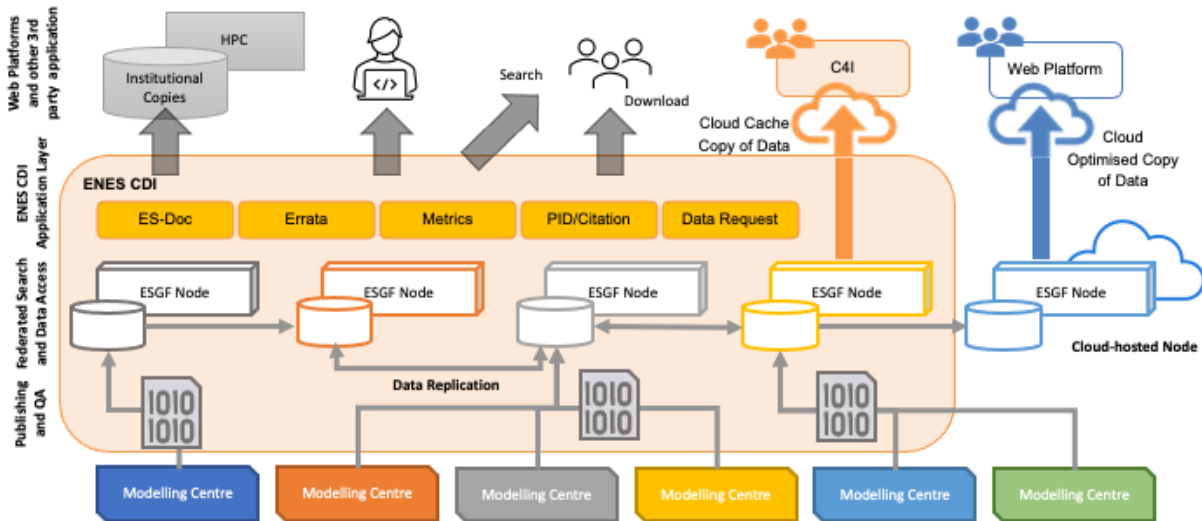 Web Platforms
and other 3rd
party application
HPC
Institutional
Copies
</>
Search
Download
C4I
Web Platform
Cloud Cache
Copy of Data
Cloud
Optimised Copy
of Data
ENES CDI
Application Layer
ENES CDI
ES-Doc
Errata
Metrics
PID/Citation
Data Request
Federated Search
and Data Access
ESGF Node
ESGF Node
ESGF Node
ESGF Node
ESGF Node
Cloud-hosted Node
Data Replication
Publishing
and QA
1010
1010
1010
1010
1010
1010
Modelling Centre
Modelling Centre
Modelling Centre
Modelling Centre
Modelling Centre
Modelling Centre